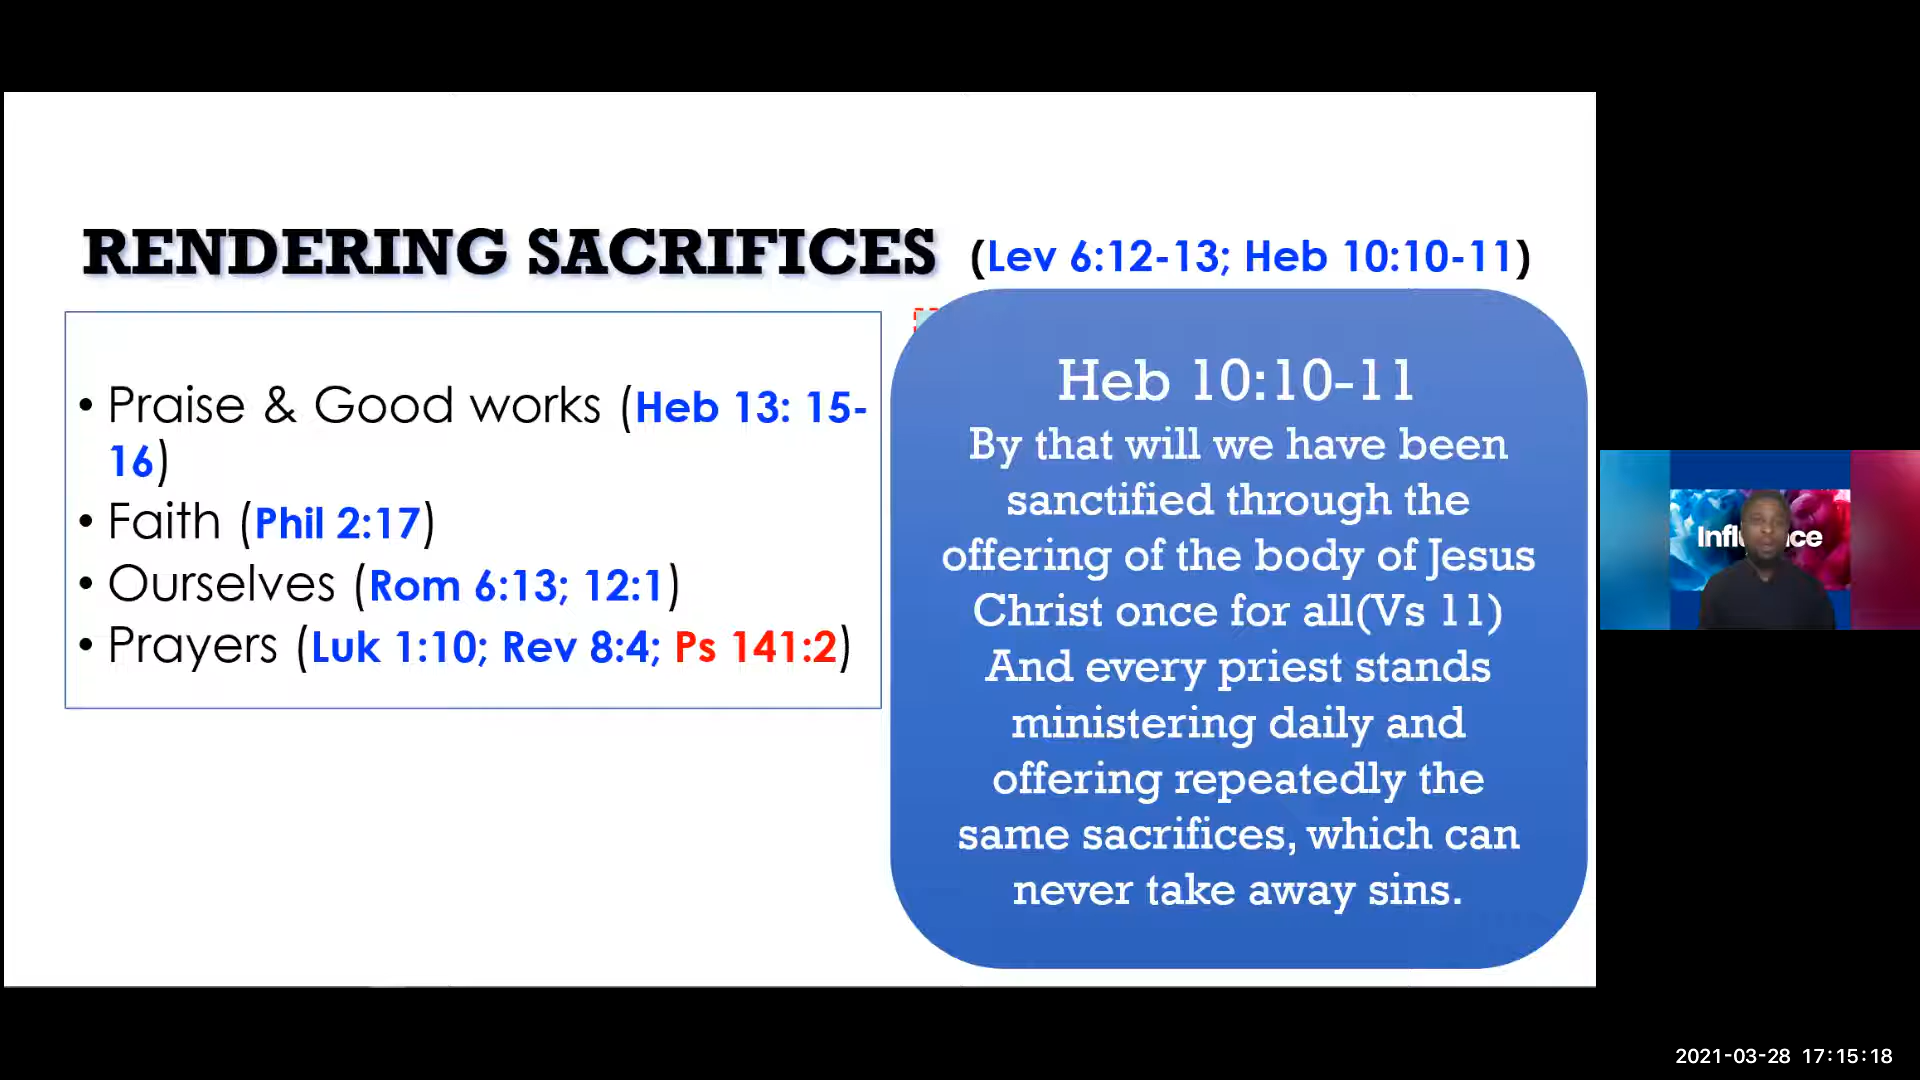 RENDERING SACRIFICES (Lev 6:12-13; Heb 10:10-11)
• Praise & Good works (Heb 13: 15-
16)
• Faith (Phil 2:17)
• Ourselves (Rom 6:13; 12:1)
• Prayers (Luk 1:10; Rev 8:4; Ps 141:2)
Heb 10:10-11
By that will we have been
sanctified through the
offering of the body of Jesus
Christ once for all(Vs 11)
And every priest stands
ministering daily and
offering repeatedly the
same sacrifices, which can
never take away sins.
2021-03-28 17:15:18